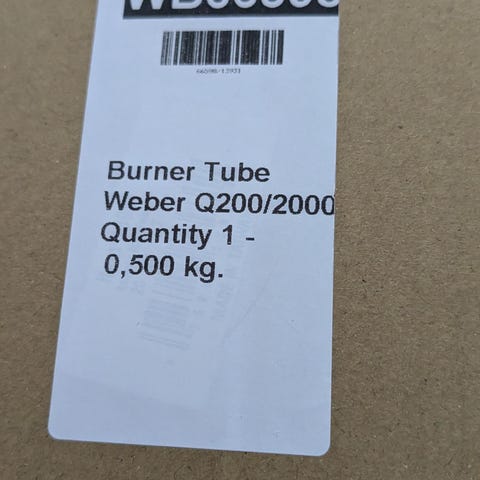 Burner Tube
Weber Q200/2000
Quantity 1 -
0,500 kg.